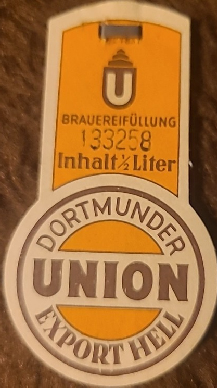 U
BRAUEREIFÜLLUNG
133258
Inhalt ½ Liter
DORTMUNDER
UNION
EXPORT HELL